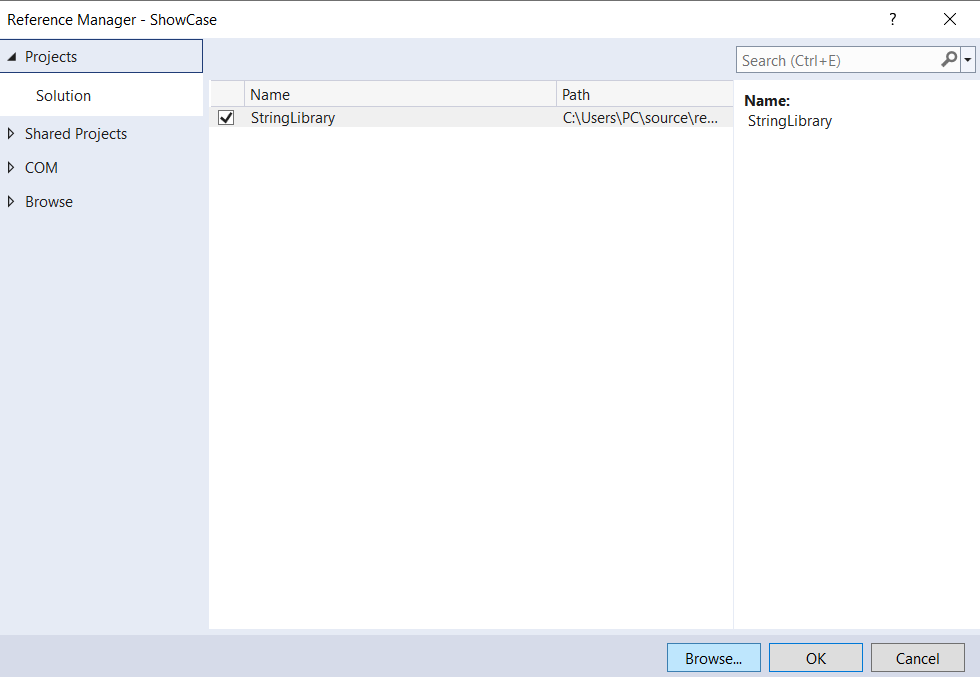 Reference Manager - ShowCase
?
Projects
Search (Ctrl+E)
Solution
Name
Path
Name:
StringLibrary
C:\Users\PC\source\re...
StringLibrary
Shared Projects
COM
Browse
Browse...
OK
Cancel